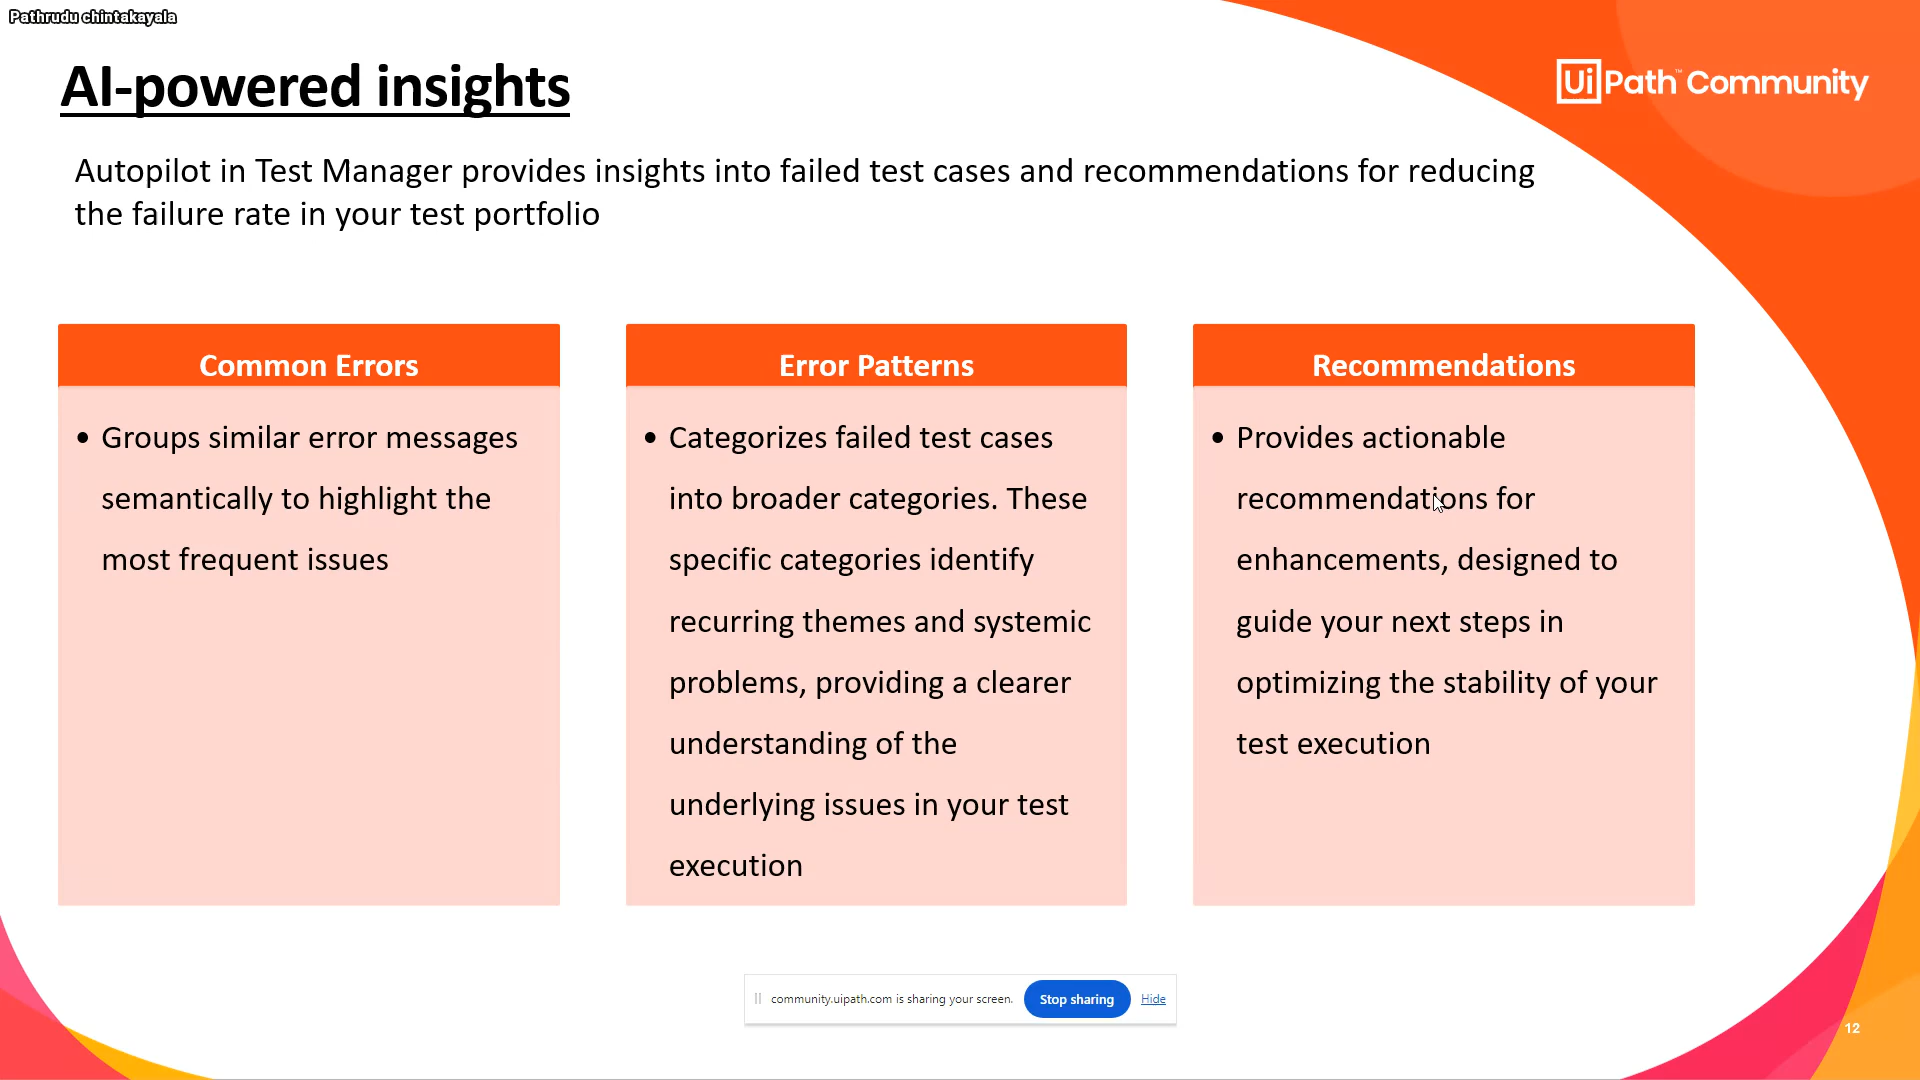 Pathrudu chintakayala
AI-powered insights
UiPath™ Community
Autopilot in Test Manager provides insights into failed test cases and recommendations for reducing
the failure rate in your test portfolio
Common Errors
• Groups similar error messages
semantically to highlight the
most frequent issues
Error Patterns
• Categorizes failed test cases
into broader categories. These
specific categories identify
recurring themes and systemic
problems, providing a clearer
understanding of the
underlying issues in your test
execution
Recommendations
• Provides actionable
recommendations for
enhancements, designed to
guide your next steps in
optimizing the stability of your
test execution
community.uipath.com is sharing your screen.
Stop sharing
Hide
12